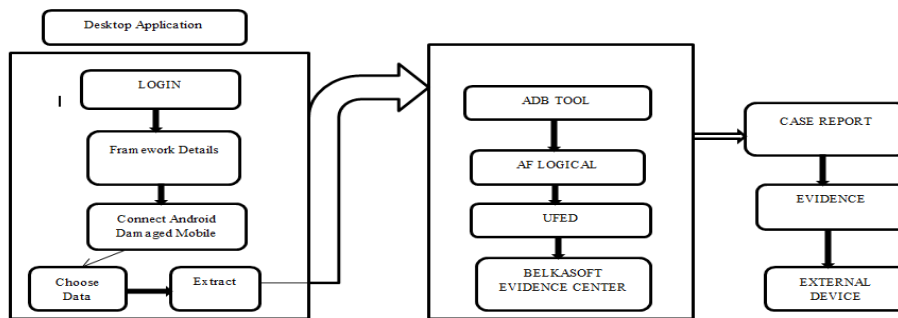 Desktop Application
LOGIN
Framework Details
Connect Android
Damaged Mobile
Choose
Data
Extract
ADB TOOL
AF LOGICAL
UFED
BELKASOFT
EVIDENCE CENTER
CASE REPORT
EVIDENCE
EXTERNAL
DEVICE